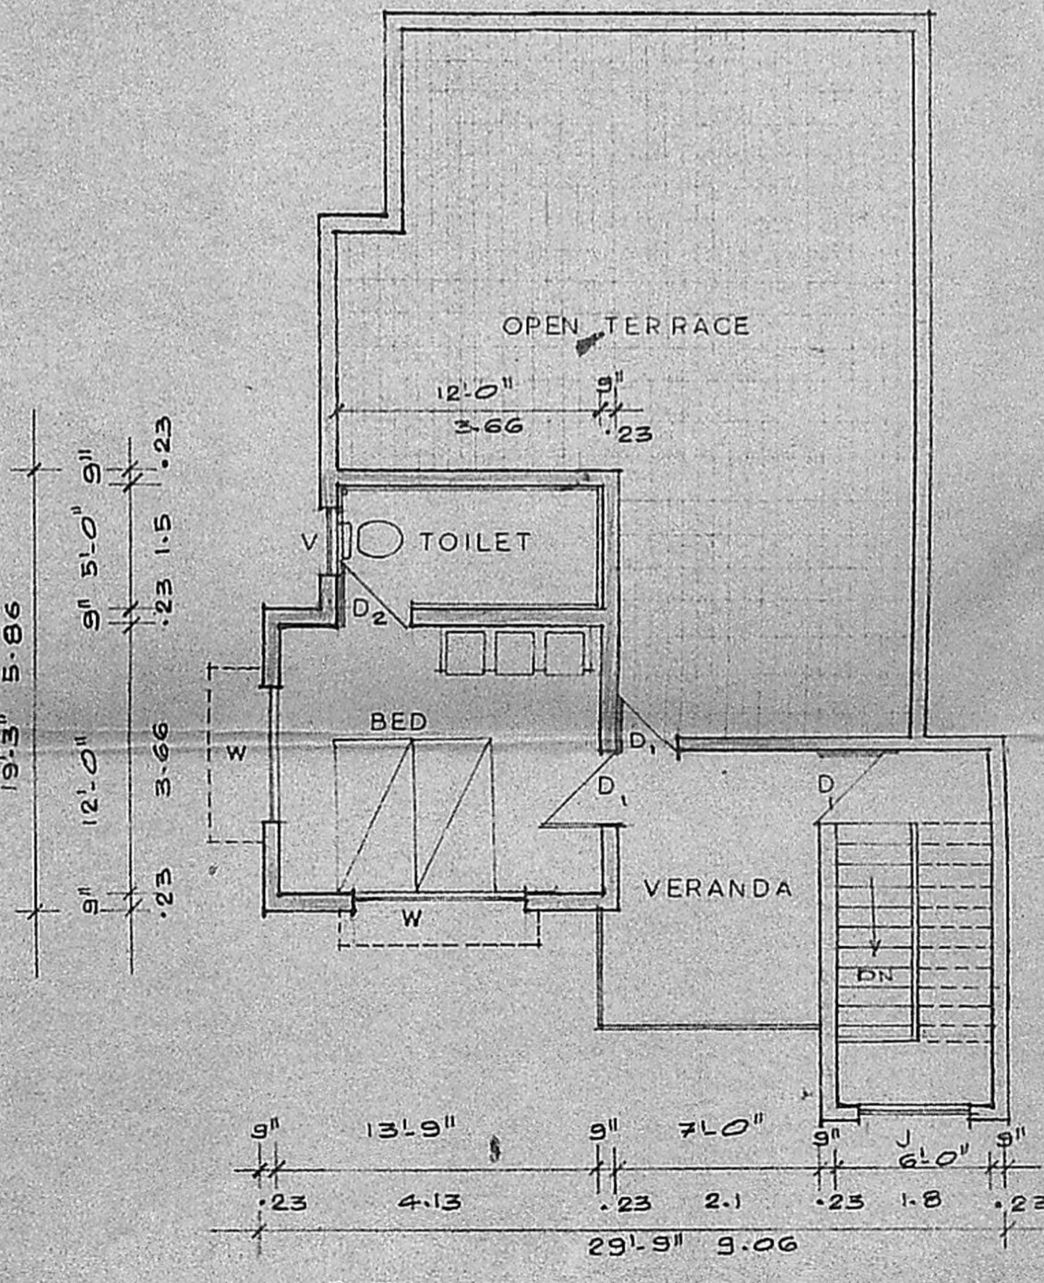 OPEN TERRACE
12'-0" 9"
3.66 .23
9" .23
5'-0" 1.5
9" .23
12'-0" 3.66
9" .23
19'-3" 5.86
V
TOILET
D2
BED
W
D1
D1
D1
VERANDA
W
DN
J
9" 13'-9" 9" 7'-0" 9" 6'-0" 9"
.23 4.13 .23 2.1 .23 1.8 .23
29'-9" 9.06